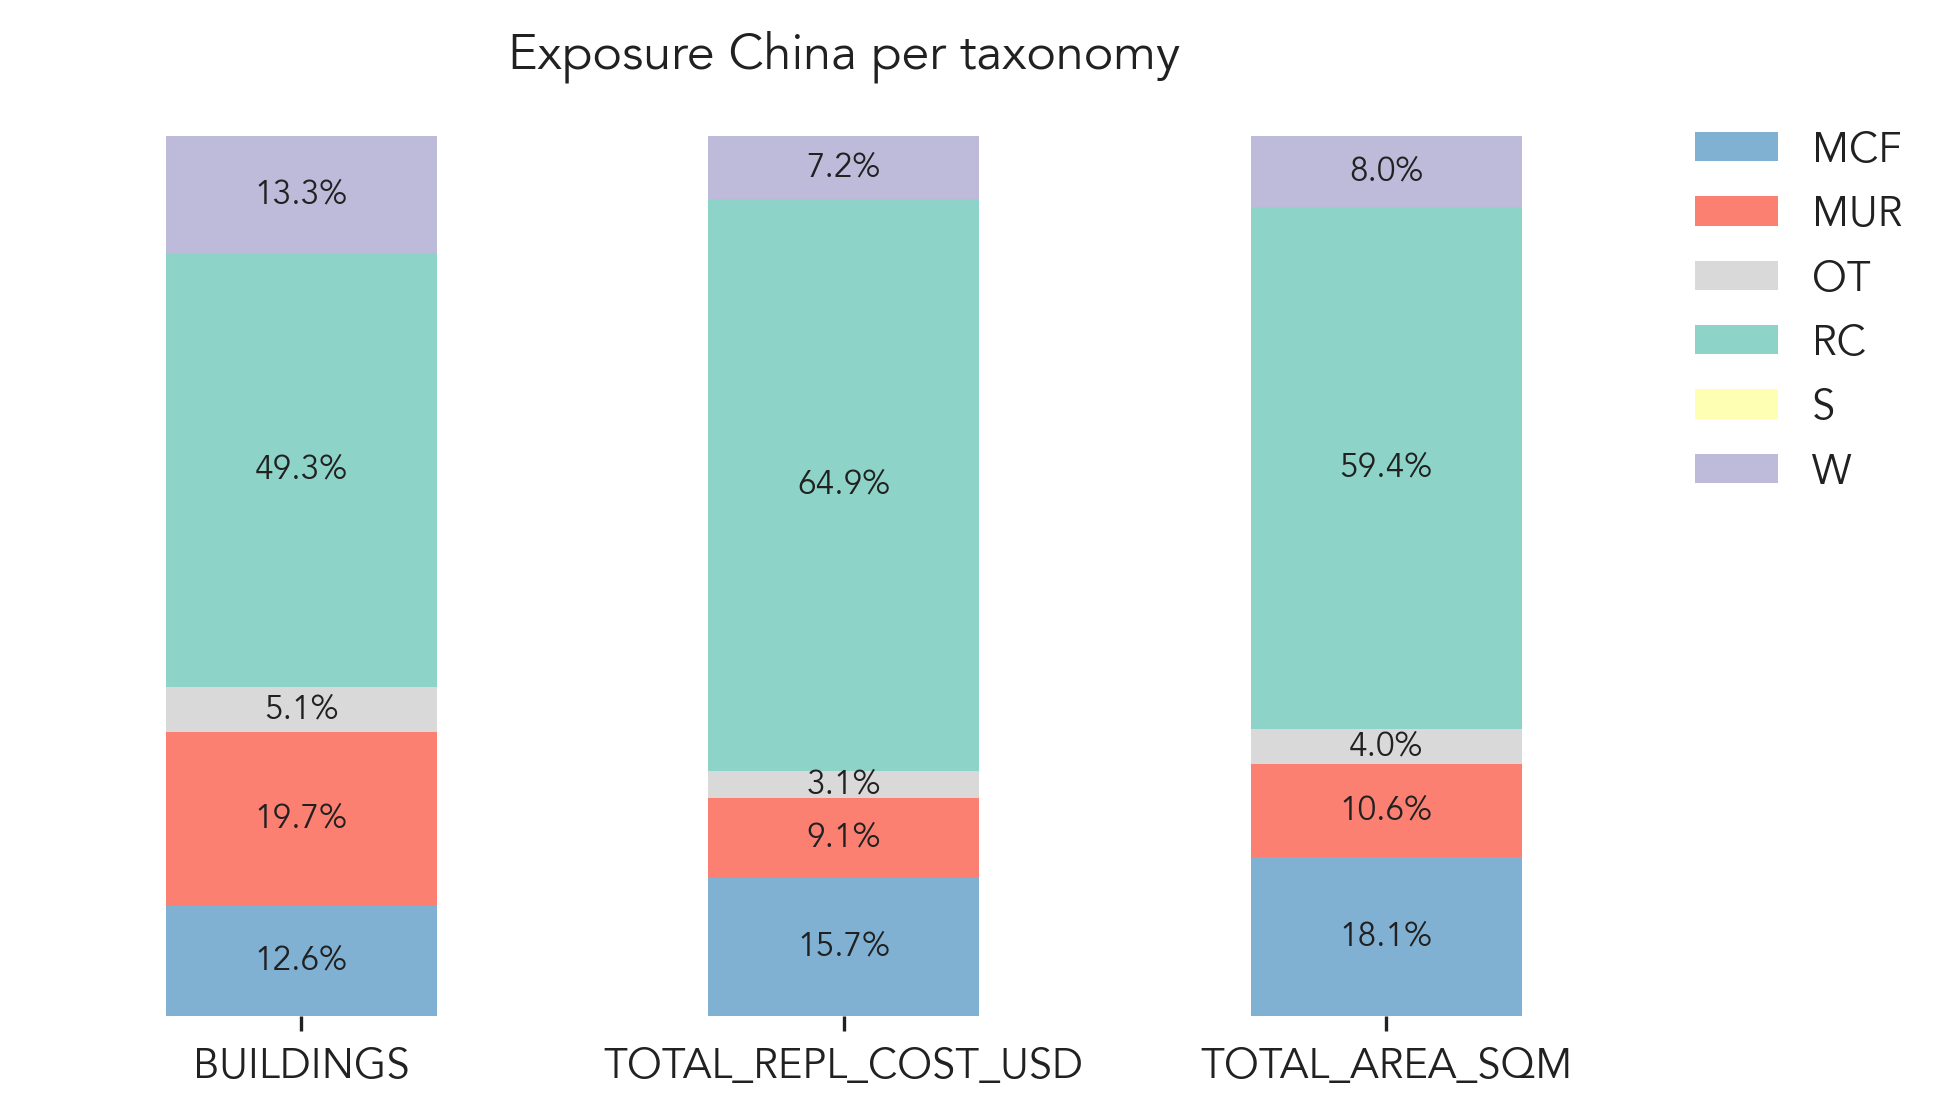 Exposure China per taxonomy
13.3%
49.3%
5.1%
19.7%
12.6%
7.2%
64.9%
3.1%
9.1%
15.7%
8.0%
59.4%
4.0%
10.6%
18.1%
BUILDINGS
TOTAL_REPL_COST_USD
TOTAL_AREA_SQM
MCF
MUR
OT
RC
S
W